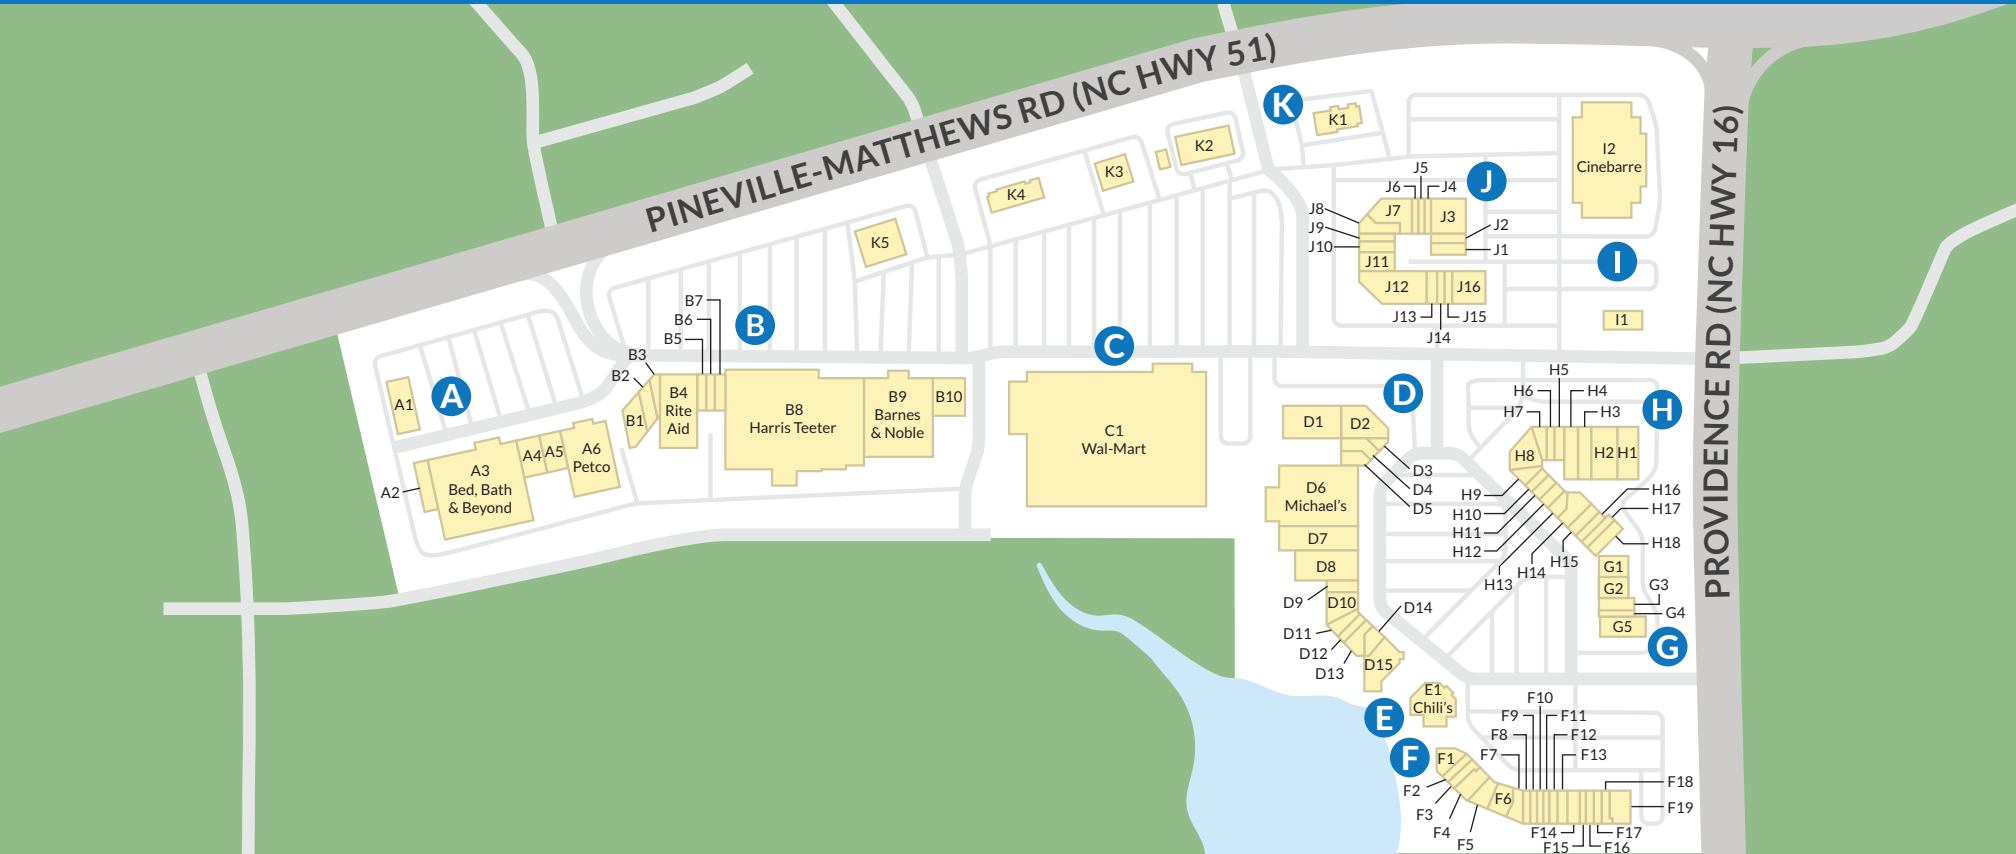 PINEVILLE-MATTHEWS RD (NC HWY 51)
PROVIDENCE RD (NC HWY 16)
A
A1
A2
A3
Bed, Bath
& Beyond
A4
A5
A6
Petco
B
B1
B2
B3
B4
Rite
Aid
B5
B6
B7
B8
Harris Teeter
B9
Barnes
& Noble
B10
C
C1
Wal-Mart
D
D1
D2
D3
D4
D5
D6
Michael's
D7
D8
D9
D10
D11
D12
D13
D14
D15
E
E1
Chili's
F
F1
F2
F3
F4
F5
F6
F7
F8
F9
F10
F11
F12
F13
F14
F15
F16
F17
F18
F19
G
G1
G2
G3
G4
G5
H
H1
H2
H3
H4
H5
H6
H7
H8
H9
H10
H11
H12
H13
H14
H15
H16
H17
H18
I
I1
I2
Cinebarre
J
J1
J2
J3
J4
J5
J6
J7
J8
J9
J10
J11
J12
J13
J14
J15
J16
K
K1
K2
K3
K4
K5